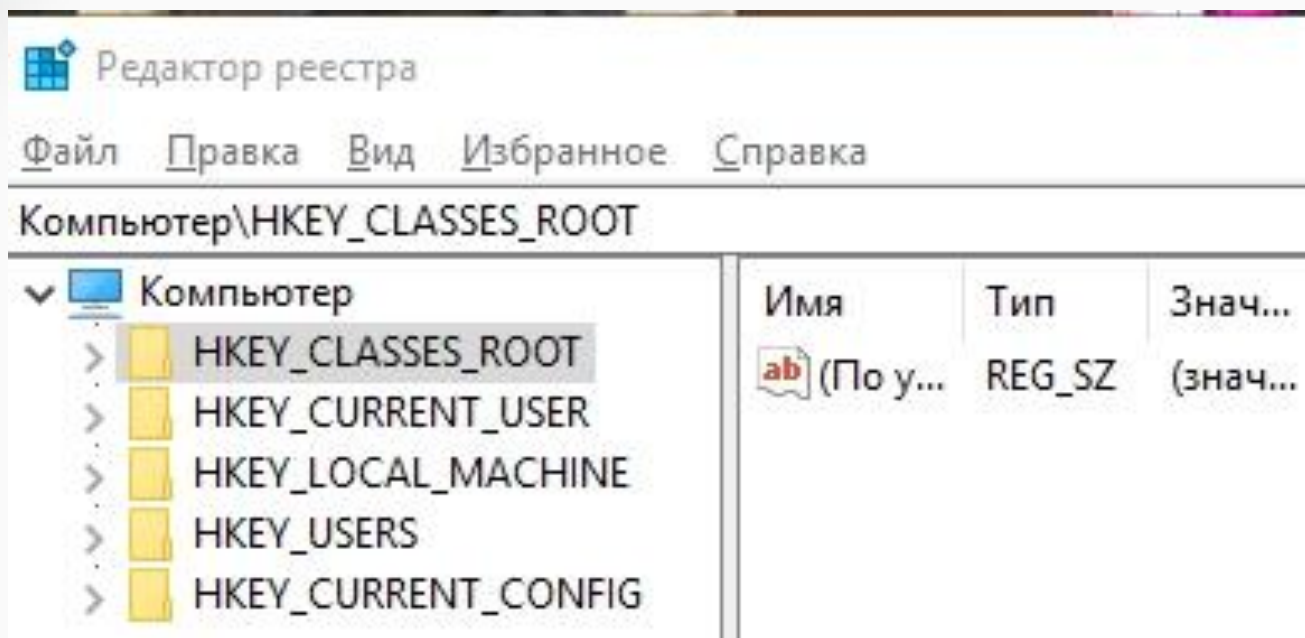 Редактор реестра
Файл Правка Вид Избранное Справка
Компьютер\HKEY_CLASSES_ROOT
Компьютер
HKEY_CLASSES_ROOT
HKEY_CURRENT_USER
HKEY_LOCAL_MACHINE
HKEY_USERS
HKEY_CURRENT_CONFIG
Имя Тип Знач...
ab (По у... REG_SZ (знач...